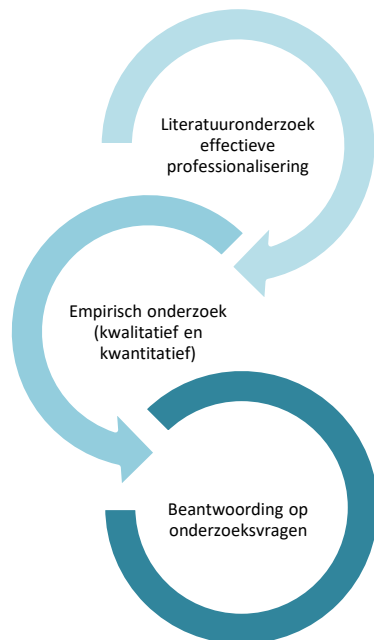 Literatuuronderzoek
effectieve
professionalisering
Empirisch onderzoek
(kwalitatief en
kwantitatief)
Beantwoording op
onderzoeksvragen